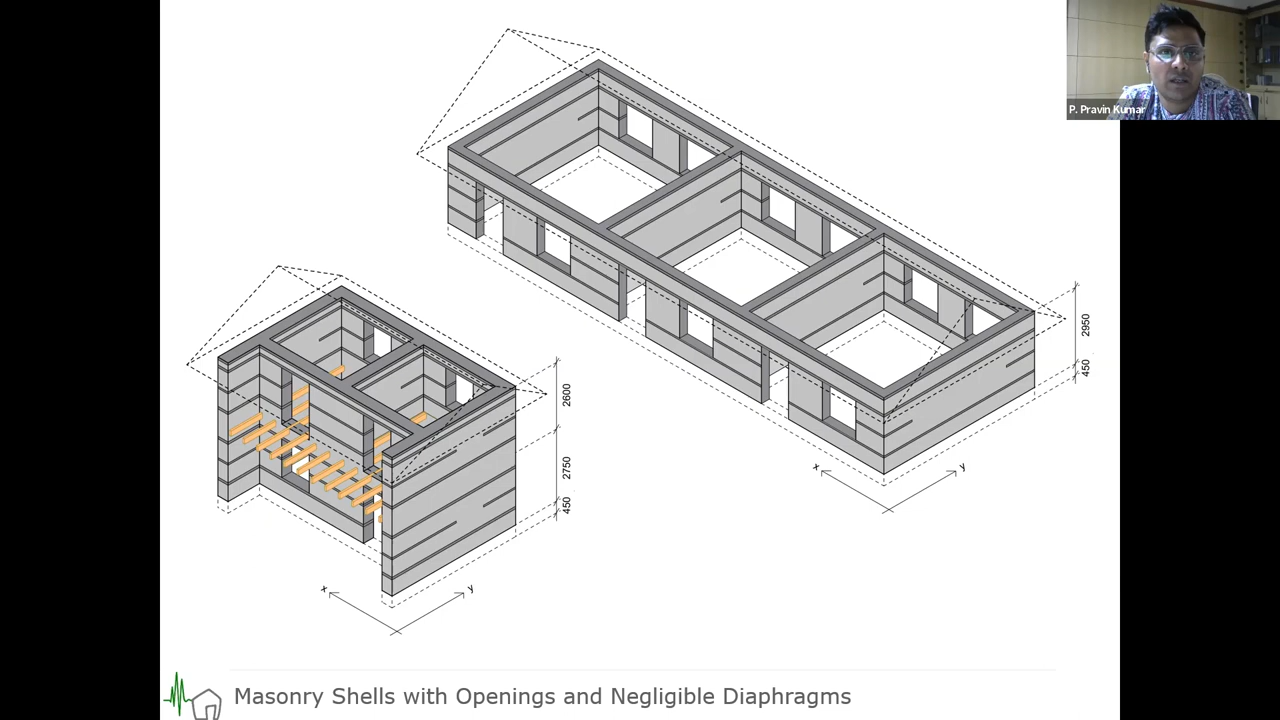 P. Pravin Kumar
2950
450
x
y
2600
2750
450
x
y
Masonry Shells with Openings and Negligible Diaphragms